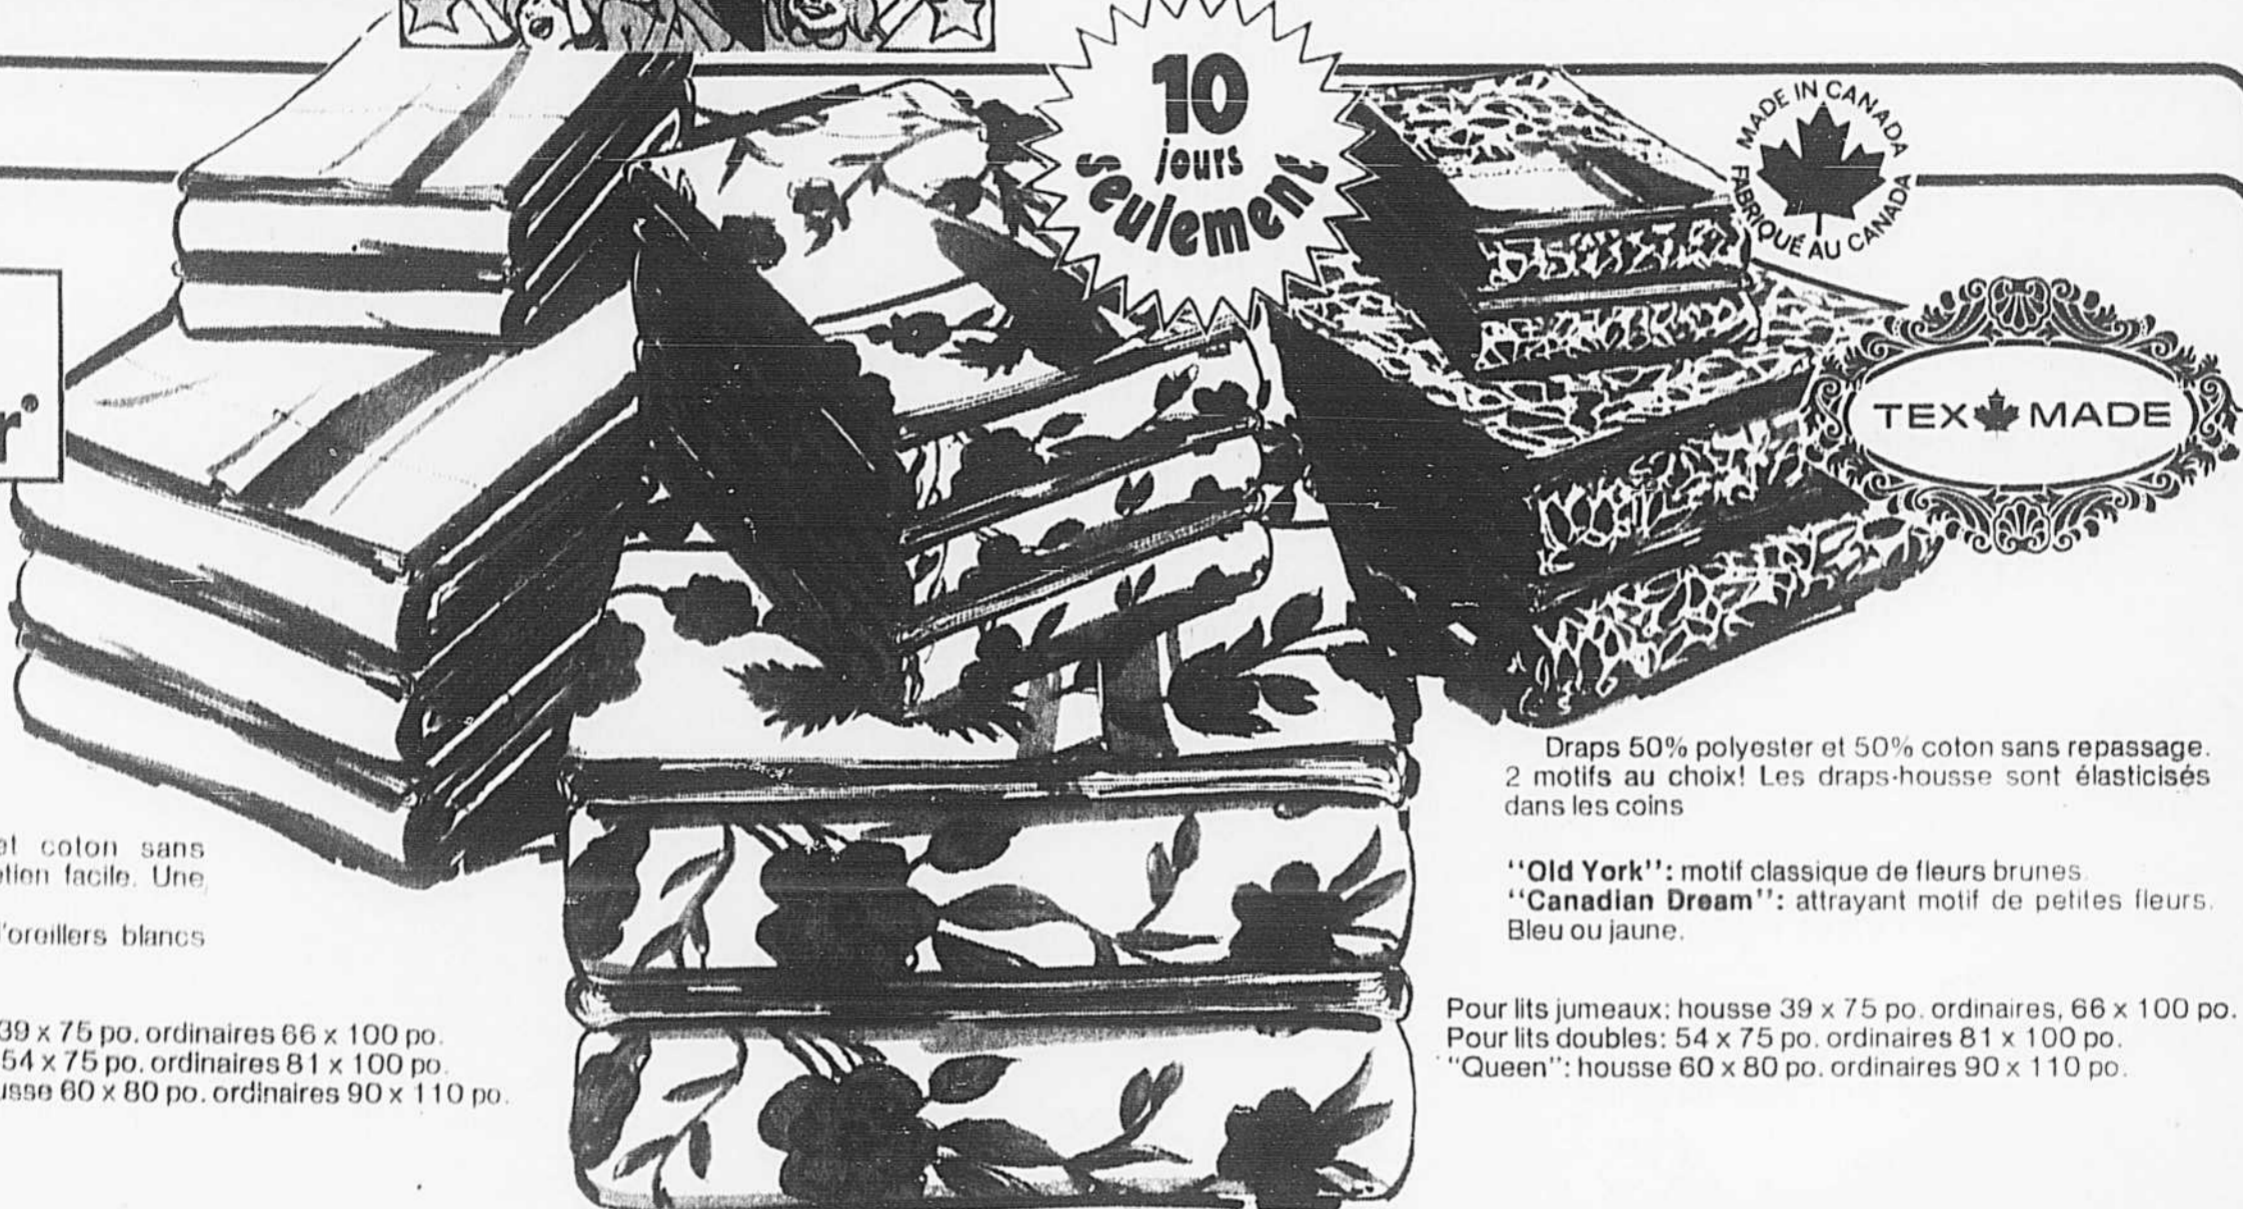 10
jours
seulement
MADE IN CANADA
FABRIQUÉ AU CANADA
TEX MADE
r
Draps 50% polyester et 50% coton sans repassage.
2 motifs au choix! Les draps-housse sont élasticisés
dans les coins
"Old York": motif classique de fleurs brunes.
"Canadian Dream": attrayant motif de petites fleurs.
Bleu ou jaune.
Pour lits jumeaux: housse 39 x 75 po. ordinaires, 66 x 100 po.
Pour lits doubles: 54 x 75 po. ordinaires 81 x 100 po.
"Queen": housse 60 x 80 po. ordinaires 90 x 110 po.
et coton sans
tion facile. Une
'oreillers blancs
39 x 75 po. ordinaires 66 x 100 po.
54 x 75 po. ordinaires 81 x 100 po.
usse 60 x 80 po. ordinaires 90 x 110 po.